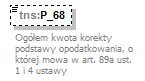 tns:P_68
Ogółem kwota korekty
podstawy opodatkowania, o
której mowa w art. 89a ust.
1 i 4 ustawy